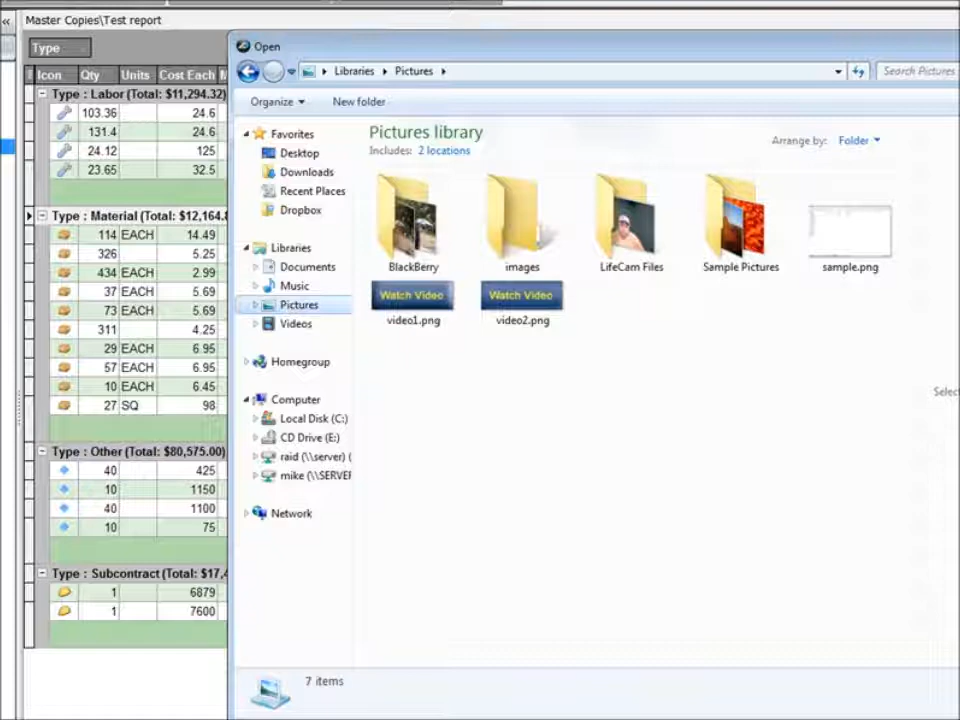 Master Copies\Test report
Type
Icon Qty Units Cost Each
Type : Labor (Total: $11,294.32)
103.36 24.6
131.4 24.6
24.12 125
23.65 32.5
Type : Material (Total: $12,164.8
114 EACH 14.49
326 5.25
434 EACH 2.99
37 EACH 5.69
73 EACH 5.69
311 4.25
29 EACH 6.95
57 EACH 6.95
10 EACH 6.45
27 SQ 98
Type : Other (Total: $80,575.00)
40 425
10 1150
40 1100
10 75
Type : Subcontract (Total: $17,4
1 6879
1 7600
Open
Libraries Pictures
Search Pictures
Organize New folder
Favorites
Desktop
Downloads
Recent Places
Dropbox
Libraries
Documents
Music
Pictures
Videos
Homegroup
Computer
Local Disk (C:)
CD Drive (E:)
raid (\\server) (
mike (\\SERVER
Network
Pictures library
Includes: 2 locations
Arrange by: Folder
BlackBerry
images
LifeCam Files
Sample Pictures
sample.png
Watch Video
video1.png
Watch Video
video2.png
Selec
7 items